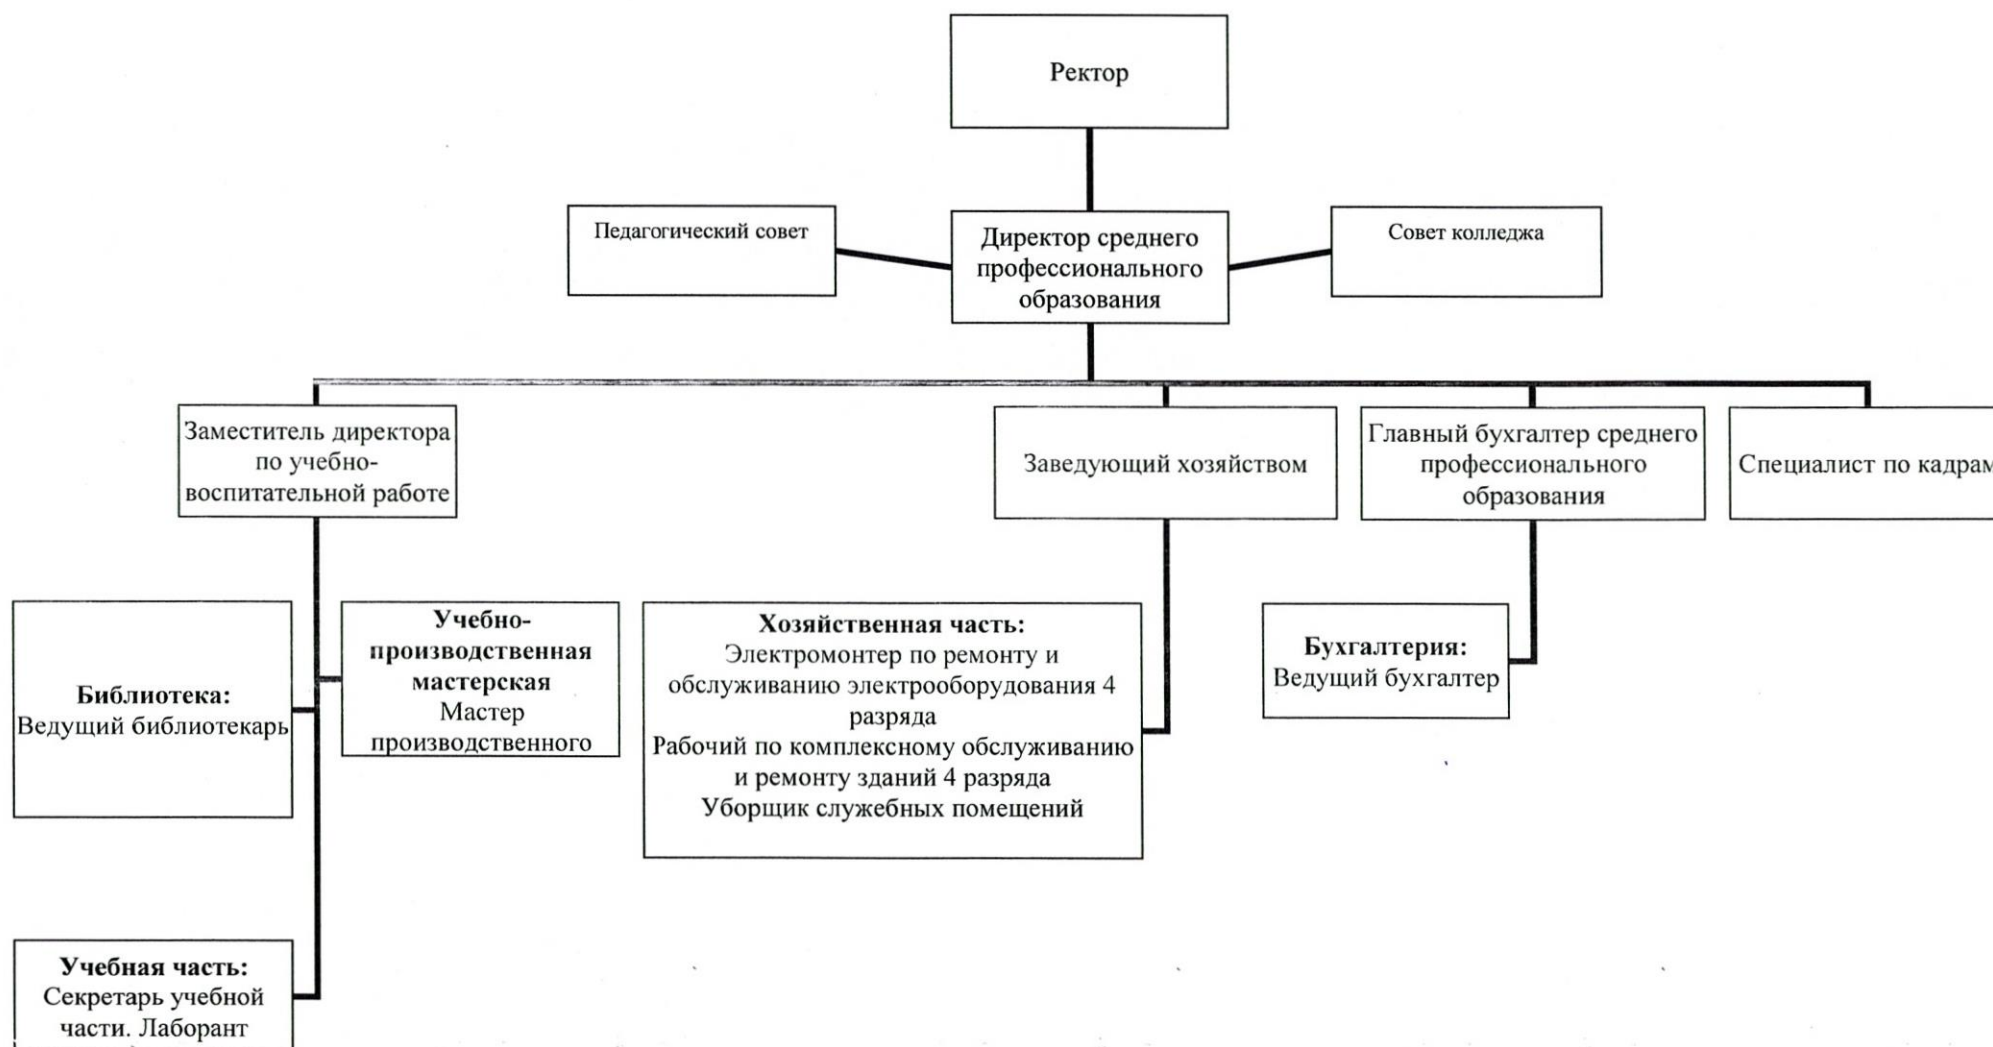 Ректор
Педагогический совет
Директор среднего
профессионального
образования
Совет колледжа
Заместитель директора
по учебно-
воспитательной работе
Заведующий хозяйством
Главный бухгалтер среднего
профессионального
образования
Специалист по кадрам
Библиотека:
Ведущий библиотекарь
Учебно-
производственная
мастерская
Мастер
производственного
Хозяйственная часть:
Электромонтер по ремонту и
обслуживанию электрооборудования 4
разряда
Рабочий по комплексному обслуживанию
и ремонту зданий 4 разряда
Уборщик служебных помещений
Бухгалтерия:
Ведущий бухгалтер
Учебная часть:
Секретарь учебной
части. Лаборант